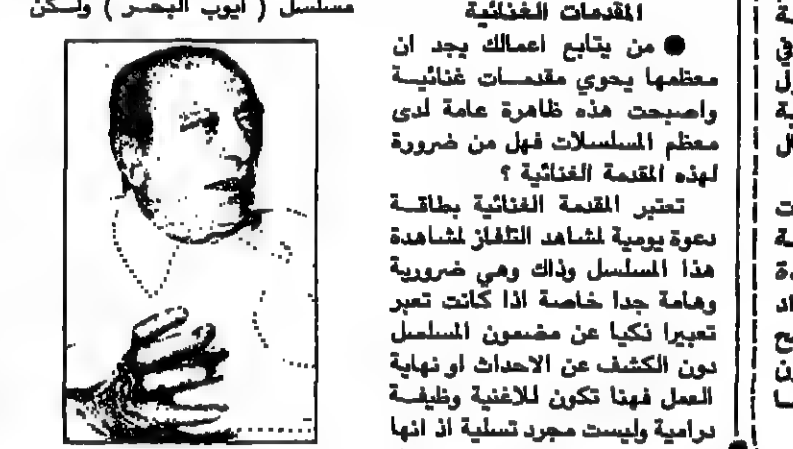 المقدمات الغنائية
● من يتابع اعمالك يجد ان
معظمها يحوي مقدمات غنائية
واصبحت هذه ظاهرة عامة لدى
معظم المسلسلات فهل من ضرورة
لهذه المقدمة الغنائية ؟
تعتبر المقدمة الغنائية بطاقة
دعوة يومية لمشاهد التلفاز لمشاهدة
هذا المسلسل وذاك وهي ضرورية
وهامة جدا خاصة اذا كانت تعبر
تعبيرا ذكيا عن مضمون المسلسل
دون الكشف عن الاحداث او نهاية
العمل فهنا تكون للاغنية وظيفة
درامية وليست مجرد تسلية اذ انها
مسلسل ( ايوب البحر ) ولكن